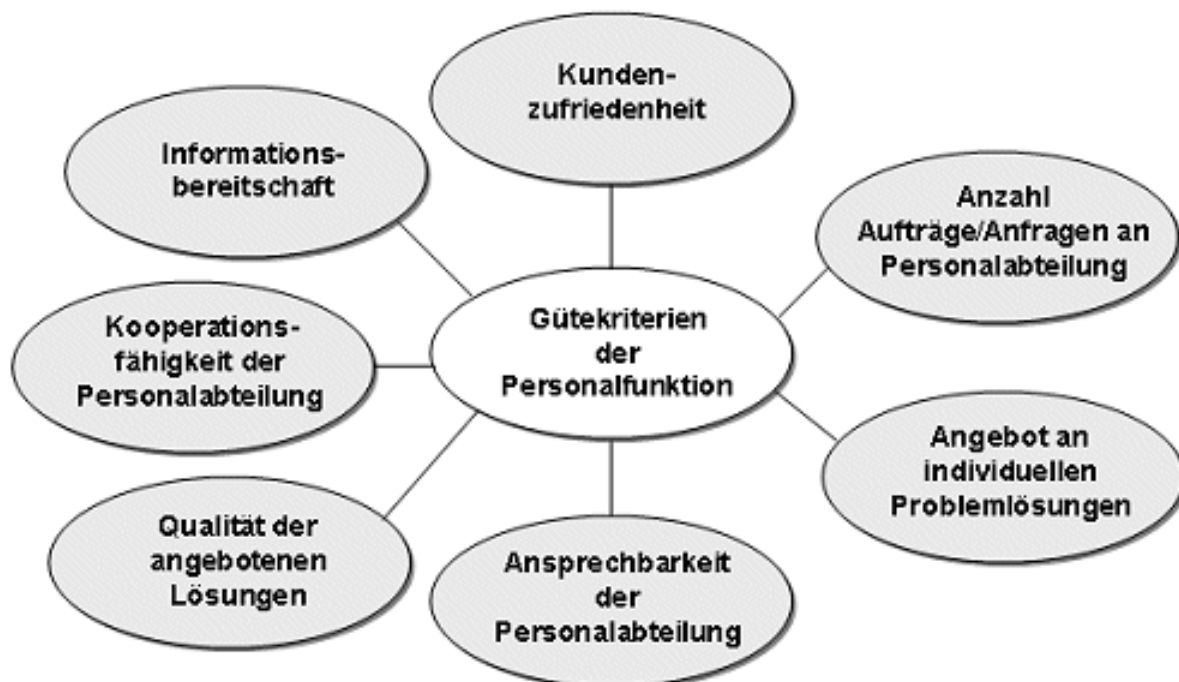 Kunden-
zufriedenheit
Informations-
bereitschaft
Anzahl
Aufträge/Anfragen an
Personalabteilung
Gütekriterien
der
Personalfunktion
Kooperations-
fähigkeit der
Personalabteilung
Angebot an
individuellen
Problemlösungen
Qualität der
angebotenen
Lösungen
Ansprechbarkeit
der
Personalabteilung